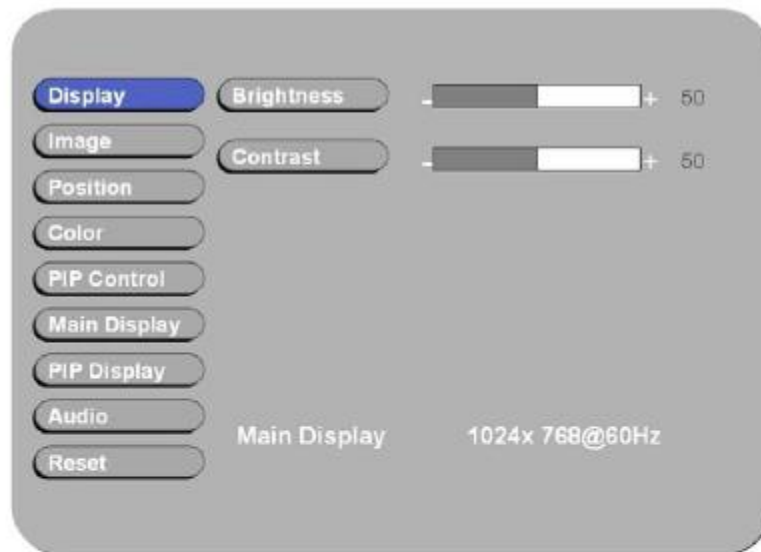 Display Brightness - + 50
Image
Contrast - + 50
Position
Color
PIP Control
Main Display
PIP Display
Audio
Main Display 1024x 768@60Hz
Reset